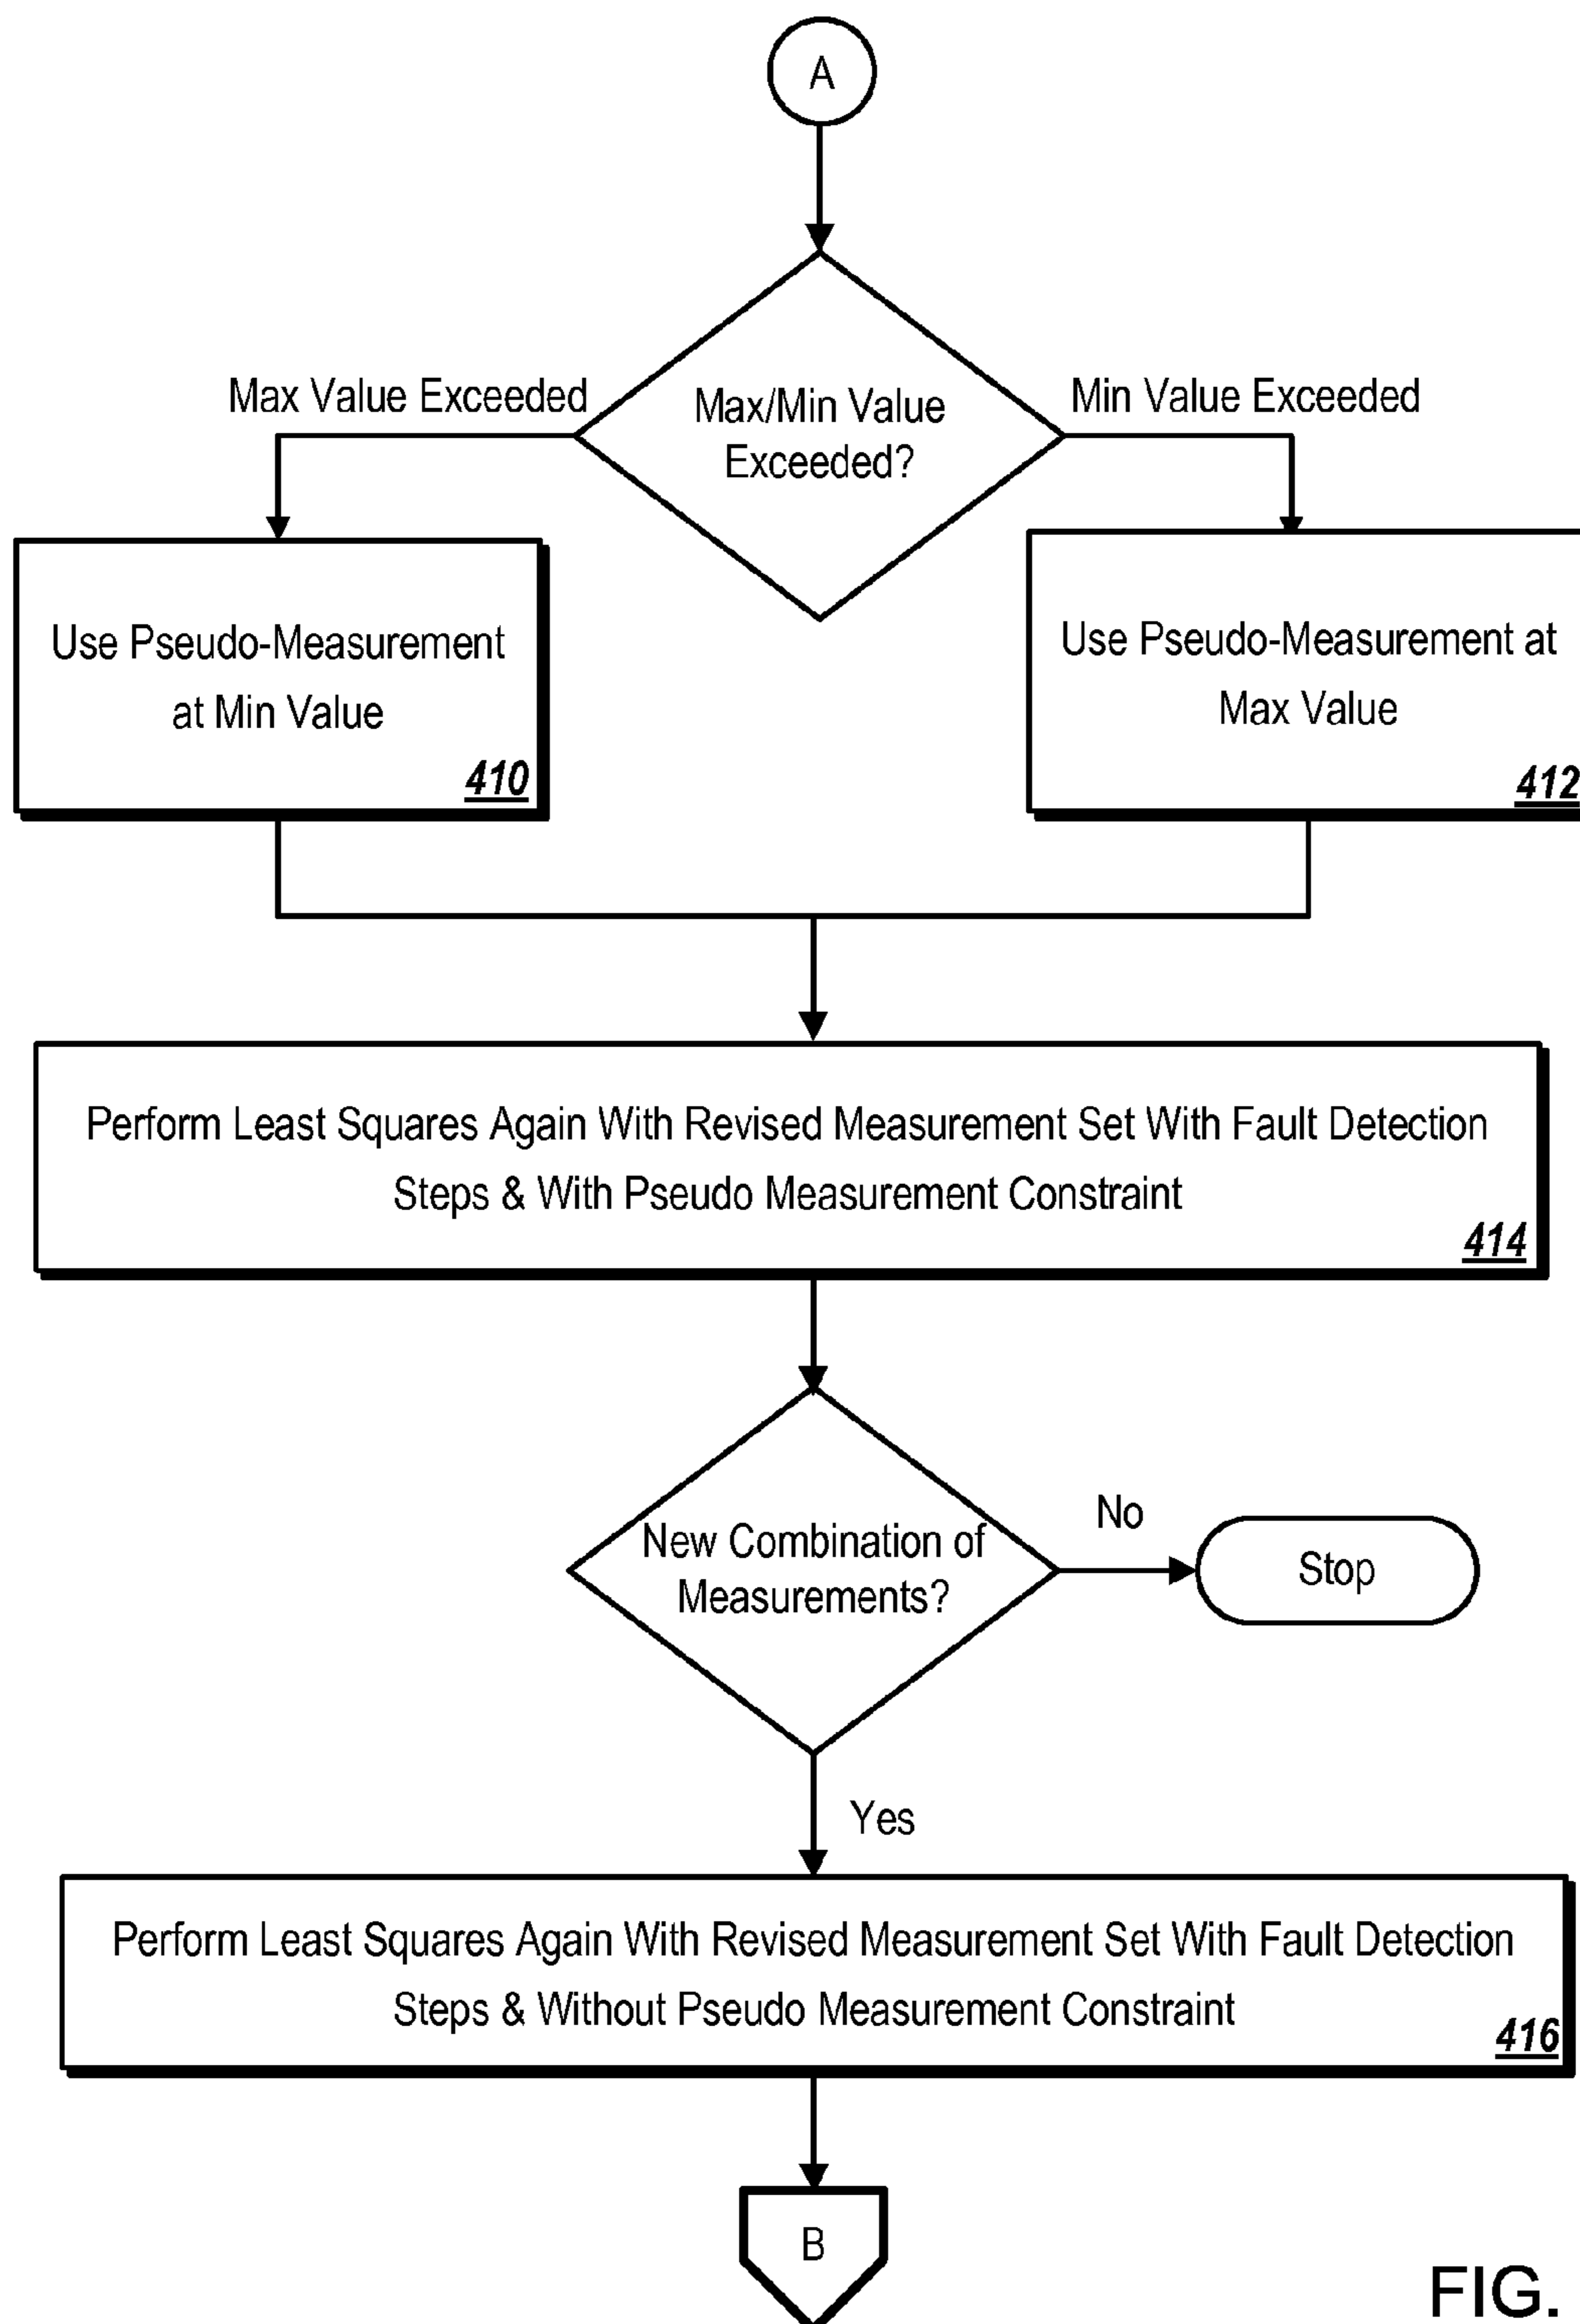 A
Max Value Exceeded
Max/Min Value
Exceeded?
Min Value Exceeded
Use Pseudo-Measurement
at Min Value
410
Use Pseudo-Measurement at
Max Value
412
Perform Least Squares Again With Revised Measurement Set With Fault Detection
Steps & With Pseudo Measurement Constraint
414
New Combination of
Measurements?
No
Stop
Yes
Perform Least Squares Again With Revised Measurement Set With Fault Detection
Steps & Without Pseudo Measurement Constraint
416
B
FIG.